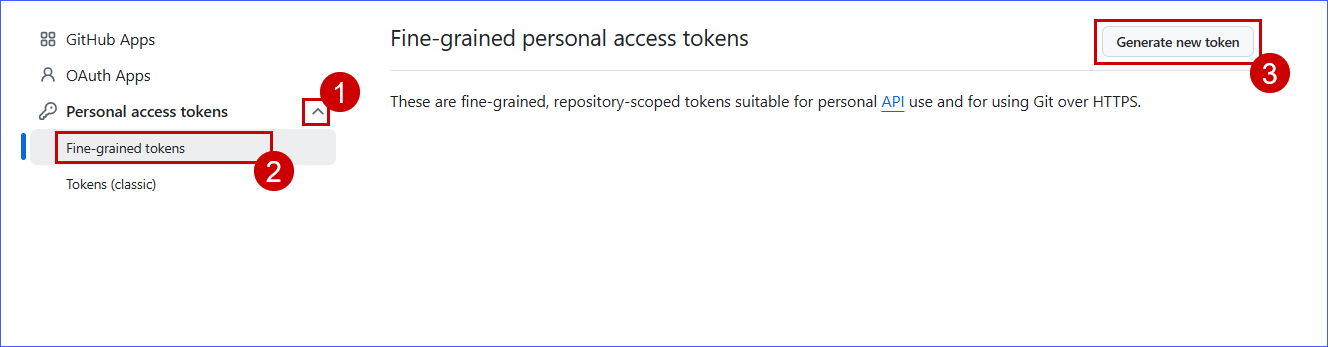 GitHub Apps
OAuth Apps
Personal access tokens
1
Fine-grained tokens
2
Tokens (classic)
Fine-grained personal access tokens
Generate new token
3
These are fine-grained, repository-scoped tokens suitable for personal API use and for using Git over HTTPS.